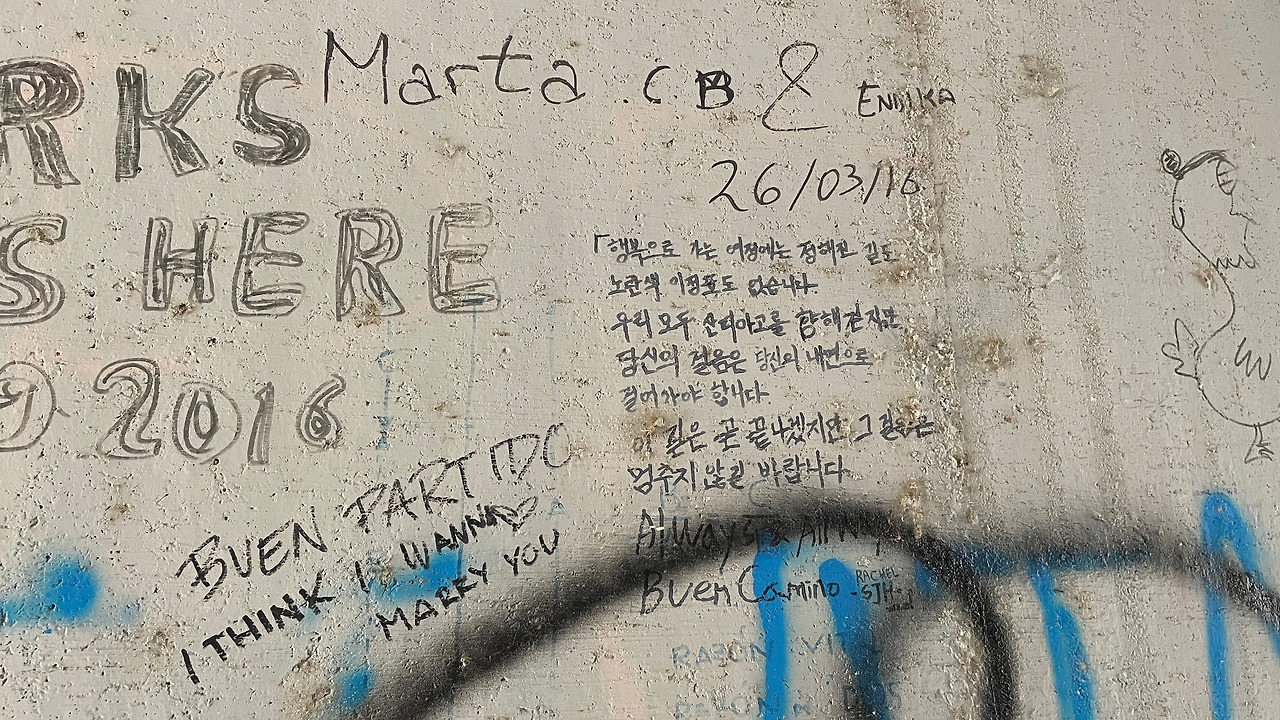 RKS
S HERE
2016
Marta .CB & ENDIKA
26/03/16
「행복으로 가는 여정에는 정해진 길도
노란색 이정표도 없습니다.
우리 모두 산티아고를 향해 걷지만
당신의 걸음은 당신의 내면으로
걸어가야 합니다.
이 길은 곧 끝나겠지만 그 걸음은
멈추지 않길 바랍니다.
Always & All Ways
Buen Camino
RACHEL
SJH
BUEN PARTIDO
I THINK I WANNA
MARRY YOU